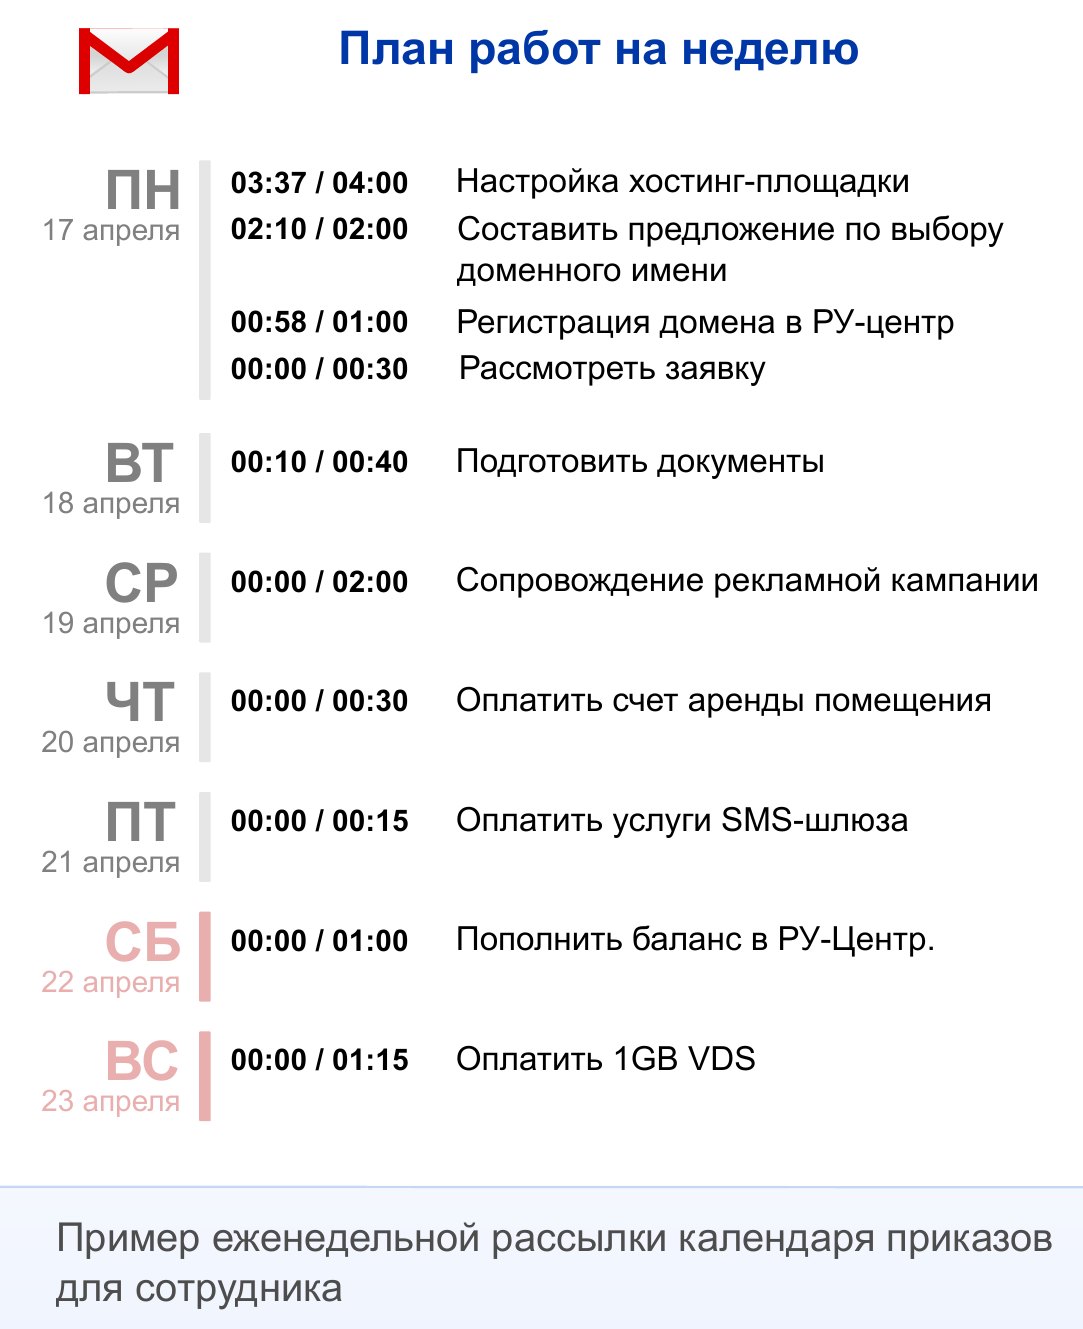 План работ на неделю
ПН
17 апреля
03:37 / 04:00 Настройка хостинг-площадки
02:10 / 02:00 Составить предложение по выбору
доменного имени
00:58 / 01:00 Регистрация домена в РУ-центр
00:00 / 00:30 Рассмотреть заявку
ВТ
18 апреля
00:10 / 00:40 Подготовить документы
СР
19 апреля
00:00 / 02:00 Сопровождение рекламной кампании
ЧТ
20 апреля
00:00 / 00:30 Оплатить счет аренды помещения
ПТ
21 апреля
00:00 / 00:15 Оплатить услуги SMS-шлюза
СБ
22 апреля
00:00 / 01:00 Пополнить баланс в РУ-Центр.
ВС
23 апреля
00:00 / 01:15 Оплатить 1GB VDS
Пример еженедельной рассылки календаря приказов
для сотрудника